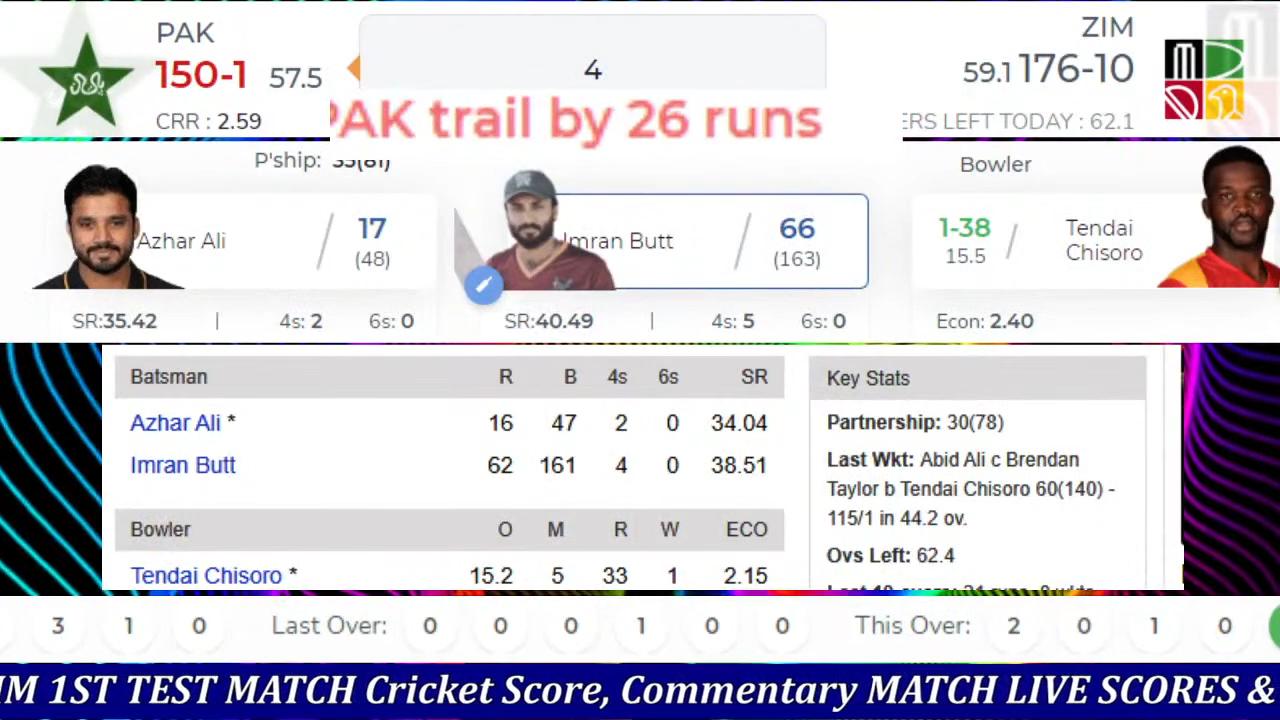 PAK
150-1 57.5
CRR : 2.59
4
PAK trail by 26 runs
ZIM
59.1 176-10
ERS LEFT TODAY : 62.1
P'ship: 35(81)
Bowler
Azhar Ali
17
(48)
SR:35.42 | 4s: 2 6s: 0
Imran Butt
66
(163)
SR:40.49 | 4s: 5 6s: 0
1-38
15.5
Tendai
Chisoro
Econ: 2.40
Batsman R B 4s 6s SR
Azhar Ali * 16 47 2 0 34.04
Imran Butt 62 161 4 0 38.51
Bowler O M R W ECO
Tendai Chisoro * 15.2 5 33 1 2.15
Key Stats
Partnership: 30(78)
Last Wkt: Abid Ali c Brendan
Taylor b Tendai Chisoro 60(140) -
115/1 in 44.2 ov.
Ovs Left: 62.4
3 1 0 Last Over: 0 0 0 1 0 0 This Over: 2 0 1 0
IM 1ST TEST MATCH Cricket Score, Commentary MATCH LIVE SCORES &